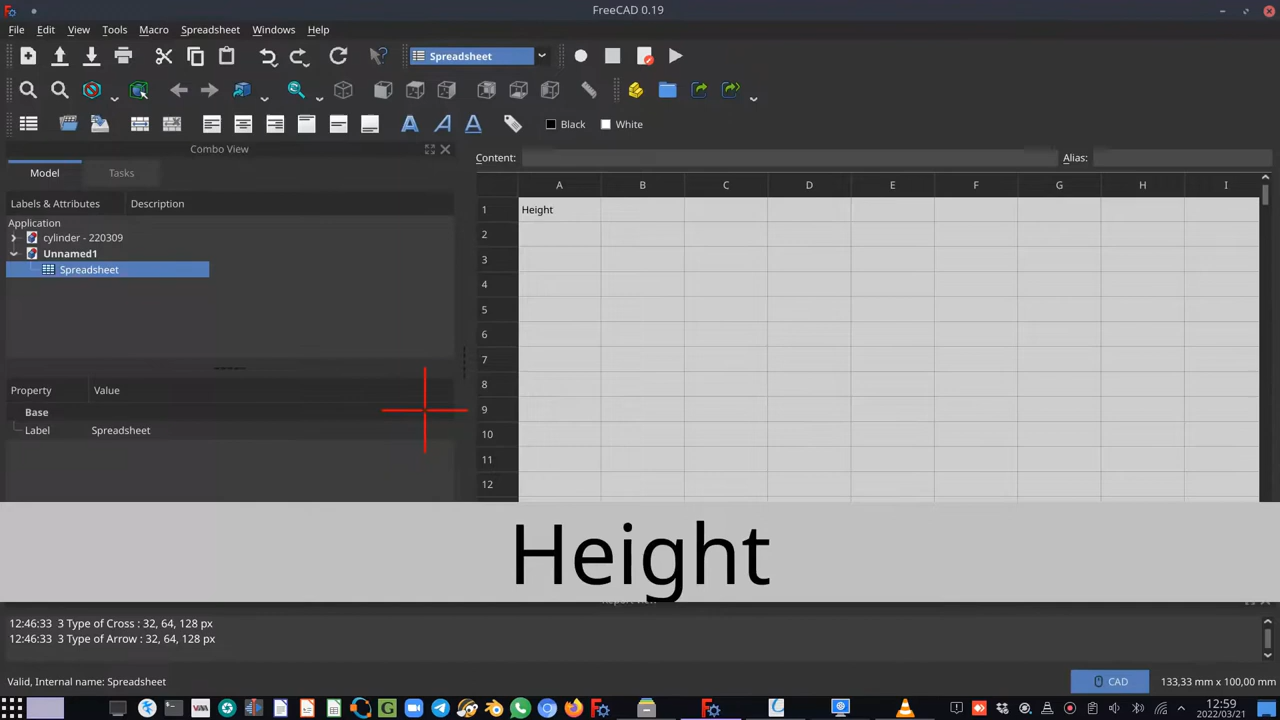 FreeCAD 0.19
File Edit View Tools Macro Spreadsheet Windows Help
Spreadsheet
Black White
Combo View
Content: Alias:
Model Tasks
A B C D E F G H I
Labels & Attributes Description
1 Height
Application
cylinder - 220309
2
Unnamed1
3
Spreadsheet
4
5
6
7
8
Property Value
9
Base
Label Spreadsheet
10
11
12
Height
12:46:33 3 Type of Cross : 32, 64, 128 px
12:46:33 3 Type of Arrow : 32, 64, 128 px
Valid, Internal name: Spreadsheet
CAD 133,33 mm x 100,00 mm
12:59
2022/03/21